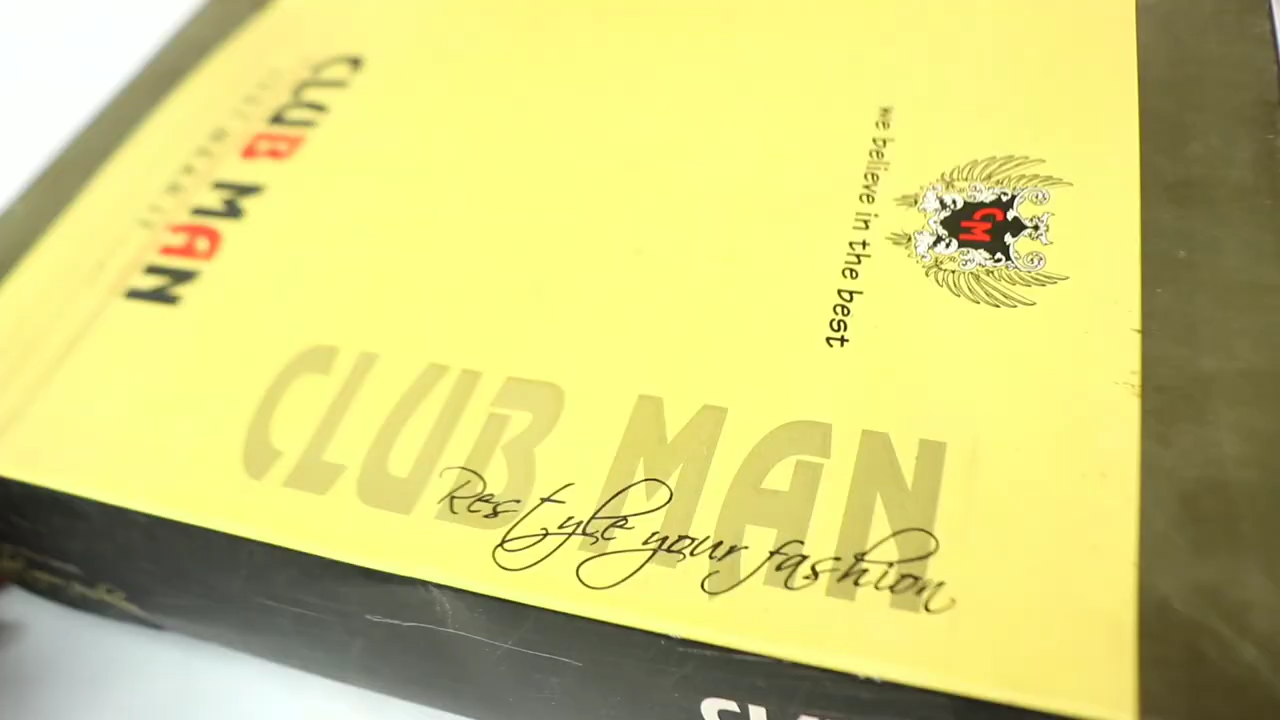 CLUB MAN
we believe in the best
CM
CLUB MAN
Restyle your fashion